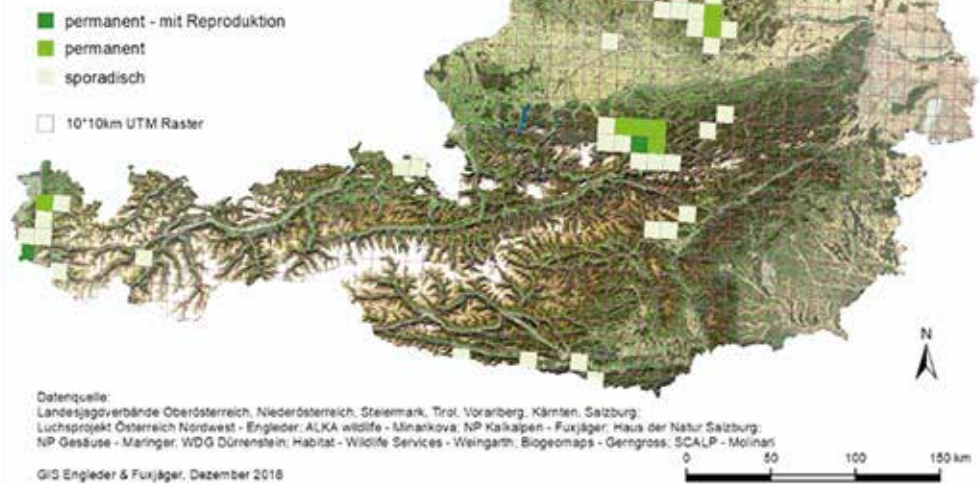 permanent - mit Reproduktion
permanent
sporadisch
10*10km UTM Raster
N
Datenquelle:
Landesjagdverbände Oberösterreich, Niederösterreich, Steiermark, Tirol, Vorarlberg, Kärnten, Salzburg;
Luchsprojekt Österreich Nordwest - Engleder; ALKA wildlife - Minarikova; NP Kalkalpen - Fuxjäger; Haus der Natur Salzburg;
NP Gesäuse - Maringer; WDG Dürrenstein; Habitat - Wildlife Services - Weingarth; Biogeomaps - Gerngross; SCALP - Molinari
GIS Engleder & Fuxjäger, Dezember 2018
0 50 100 150 km